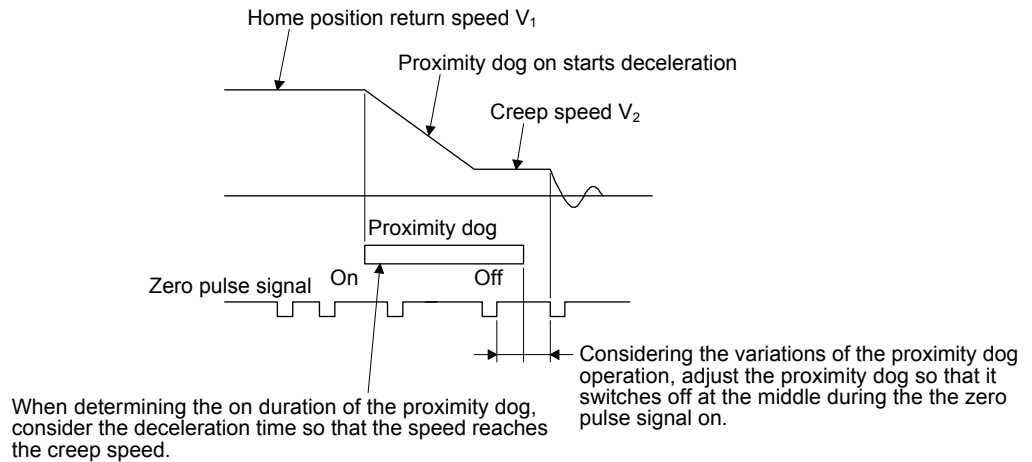 Home position return speed V₁
Proximity dog on starts deceleration
Creep speed V₂
Proximity dog
On
Off
Zero pulse signal
Considering the variations of the proximity dog
operation, adjust the proximity dog so that it
switches off at the middle during the the zero
pulse signal on.
When determining the on duration of the proximity dog,
consider the deceleration time so that the speed reaches
the creep speed.